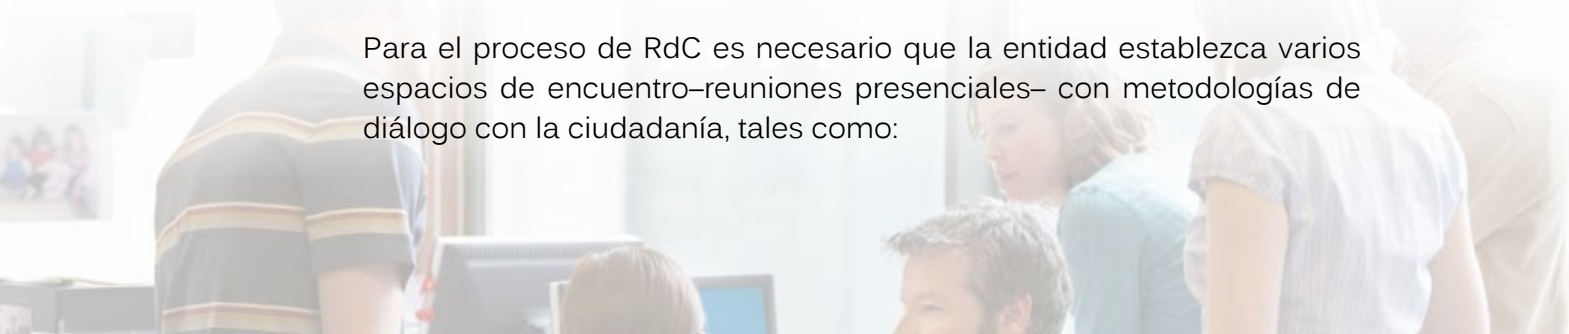 Para el proceso de RdC es necesario que la entidad establezca varios
espacios de encuentro–reuniones presenciales– con metodologías de
diálogo con la ciudadanía, tales como: